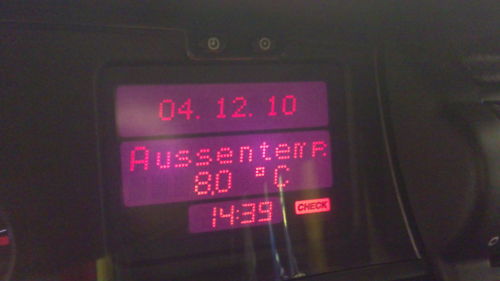 04. 12. 10
Aussentemp.
8,0 °C
14:39 CHECK